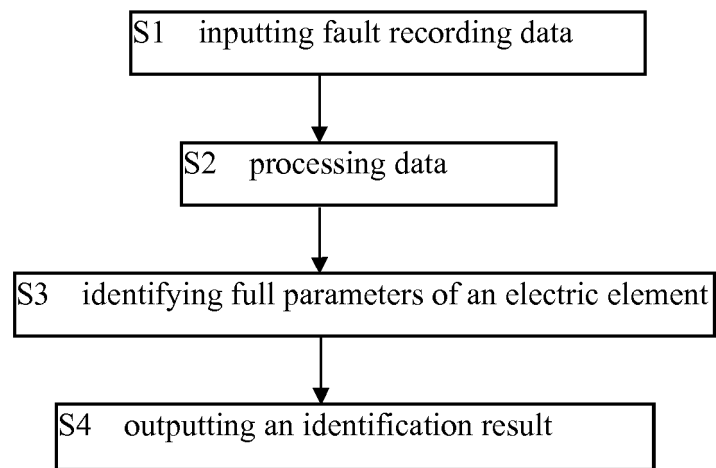 S1 inputting fault recording data
S2 processing data
S3 identifying full parameters of an electric element
S4 outputting an identification result